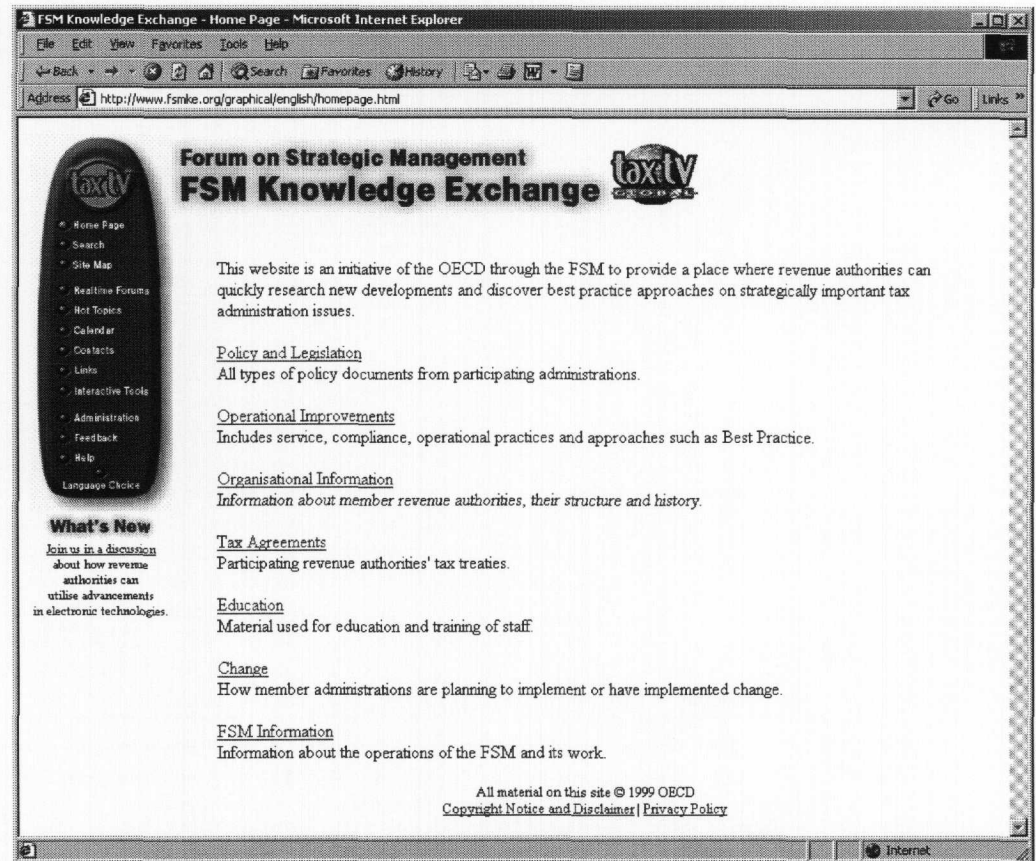 FSM Knowledge Exchange - Home Page - Microsoft Internet Explorer
File Edit View Favorites Tools Help
Back Search Favorites History
Address http://www.fsmke.org/graphical/english/homepage.html Go Links »
tax tv
Home Page
Search
Site Map
Realtime Forums
Hot Topics
Calendar
Contacts
Links
Interactive Tools
Administration
Feedback
Help
Language Choice
What's New
Join us in a discussion
about how revenue
authorities can
utilise advancements
in electronic technologies.
Forum on Strategic Management
FSM Knowledge Exchange
tax tv
This website is an initiative of the OECD through the FSM to provide a place where revenue authorities can
quickly research new developments and discover best practice approaches on strategically important tax
administration issues.
Policy and Legislation
All types of policy documents from participating administrations.
Operational Improvements
Includes service, compliance, operational practices and approaches such as Best Practice.
Organisational Information
Information about member revenue authorities, their structure and history.
Tax Agreements
Participating revenue authorities' tax treaties.
Education
Material used for education and training of staff.
Change
How member administrations are planning to implement or have implemented change.
FSM Information
Information about the operations of the FSM and its work.
All material on this site © 1999 OECD
Copyright Notice and Disclaimer | Privacy Policy
Internet